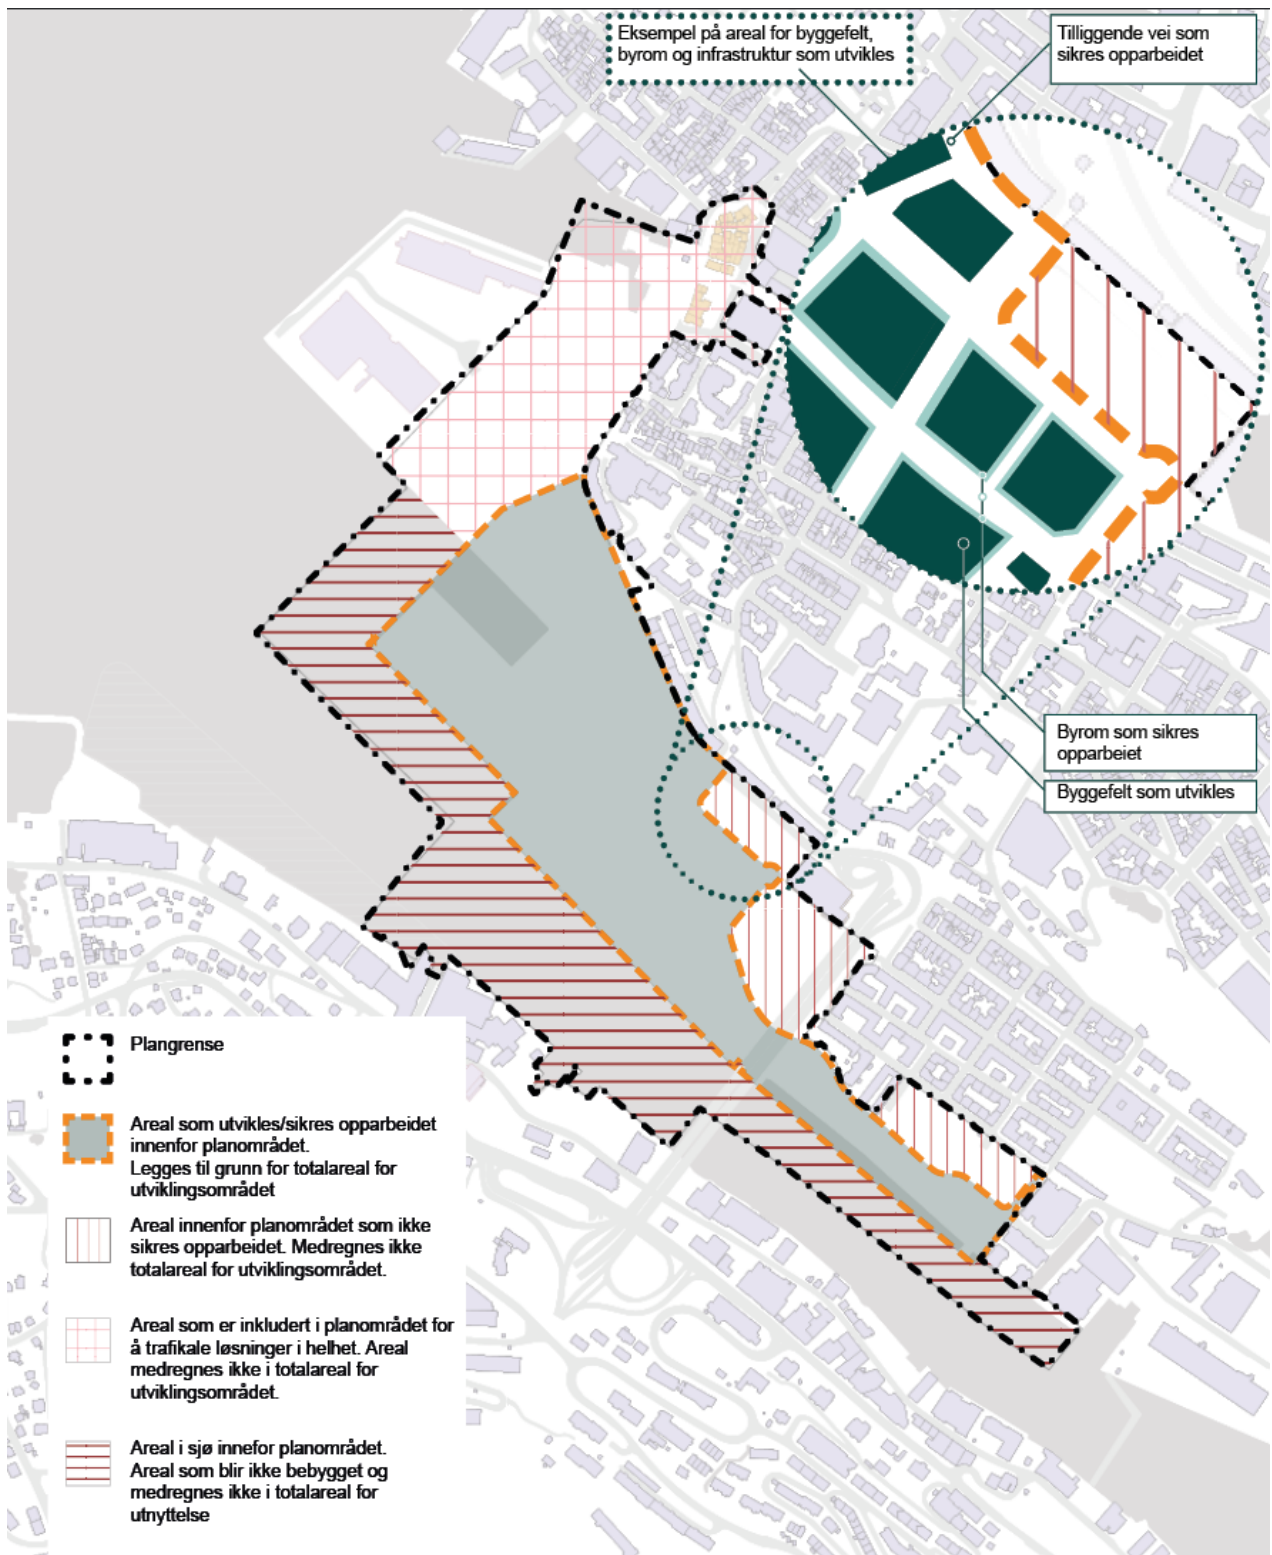 Eksempel på areal for byggefelt,
byrom og infrastruktur som utvikles
Tilliggende vei som
sikres opparbeidet
Byrom som sikres
opparbeiet
Byggefelt som utvikles
Plangrense
Areal som utvikles/sikres opparbeidet
innenfor planområdet.
Legges til grunn for totalareal for
utviklingsområdet
Areal innenfor planområdet som ikke
sikres opparbeidet. Medregnes ikke
totalareal for utviklingsområdet.
Areal som er inkludert i planområdet for
å trafikale løsninger i helhet. Areal
medregnes ikke i totalareal for
utviklingsområdet.
Areal i sjø innefor planområdet.
Areal som blir ikke bebygget og
medregnes ikke i totalareal for
utnyttelse